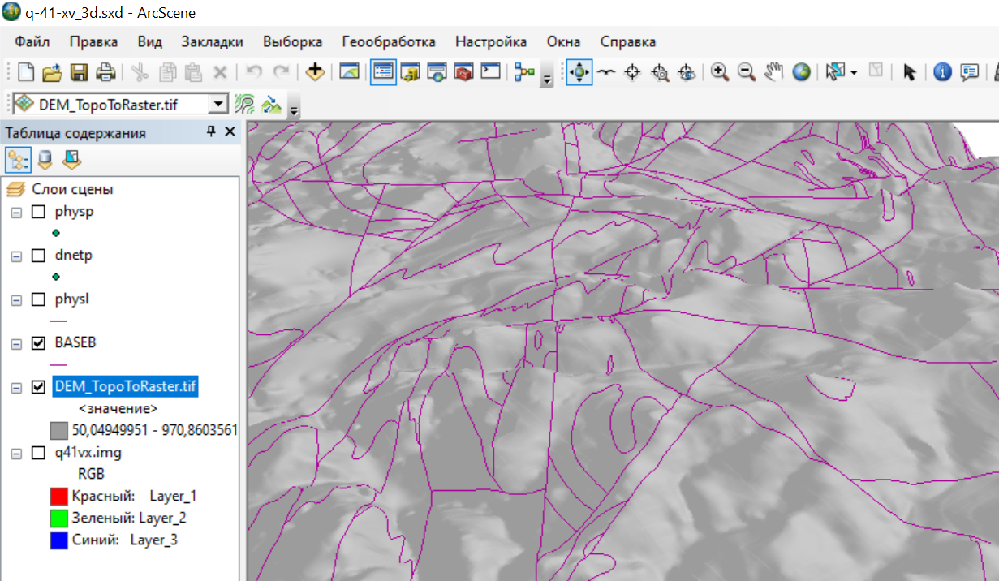 q-41-xv_3d.sxd - ArcScene
Файл Правка Вид Закладки Выборка Геообработка Настройка Окна Справка
DEM_TopoToRaster.tif
Таблица содержания
Слои сцены
physp
dnetp
physl
BASEB
DEM_TopoToRaster.tif
<значение>
50,04949951 - 970,8603561
q41vx.img
RGB
Красный: Layer_1
Зеленый: Layer_2
Синий: Layer_3